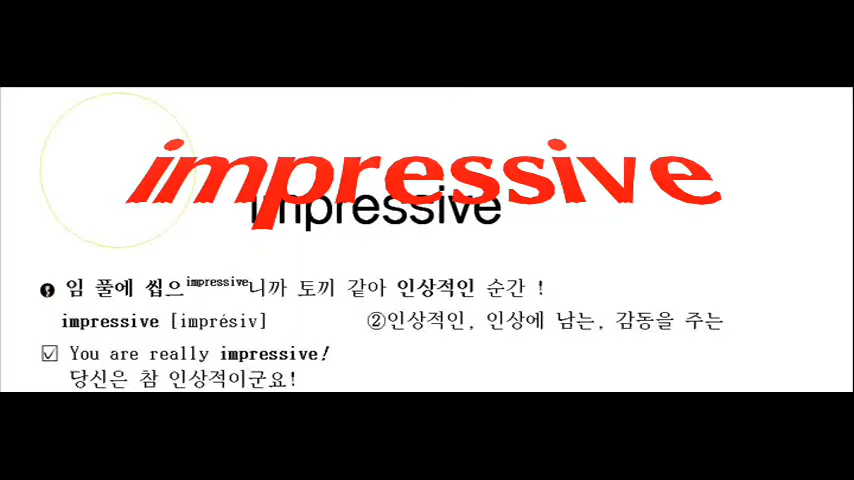 impressive
impressive
임 풀에 씹으impressive니까 토끼 같아 인상적인 순간 !
impressive [imprésiv] ②인상적인, 인상에 남는, 감동을 주는
☑ You are really impressive!
당신은 참 인상적이군요!